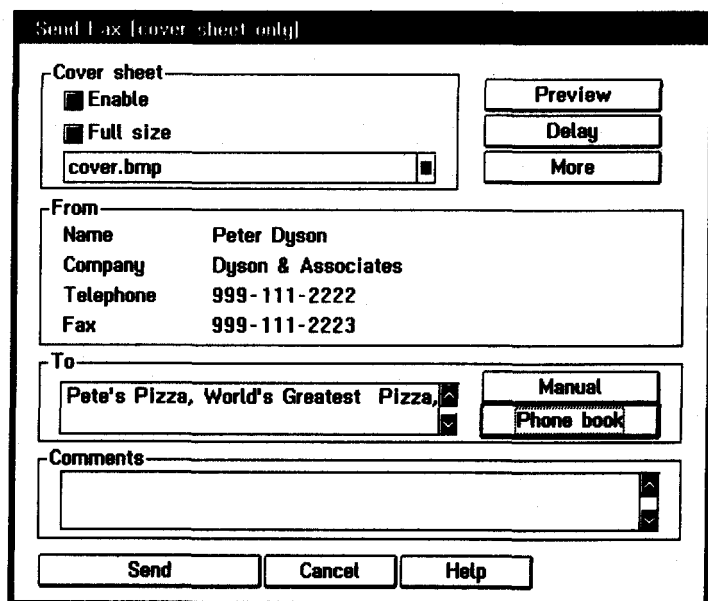 Send Fax [cover sheet only]
Cover sheet
Enable
Full size
cover.bmp
Preview
Delay
More
From
Name Peter Dyson
Company Dyson & Associates
Telephone 999-111-2222
Fax 999-111-2223
To
Pete's Pizza, World's Greatest Pizza,
Manual
Phone book
Comments
Send Cancel Help